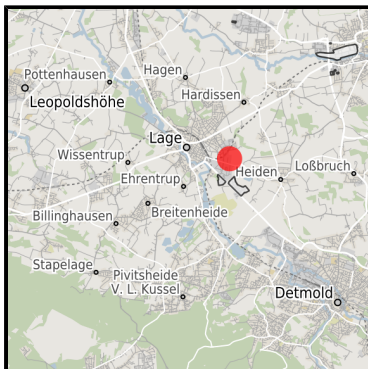 Hagen
Pottenhausen
Leopoldshöhe
Hardissen
Lage
Wissentrup
Heiden
Loßbruch
Ehrentrup
Breitenheide
Billinghausen
Stapelage
Pivitsheide
V. L. Kussel
Detmold